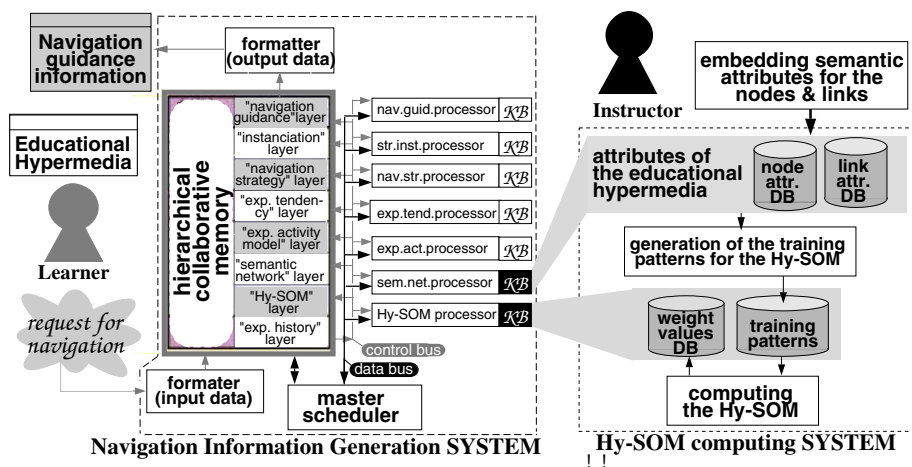 Navigation
guidance
information
formatter
(output data)
Educational
Hypermedia
Learner
request for
navigation
hierarchical
collaborative
memory
"navigation
guidance"layer
"instanciation"
layer
"navigation
strategy" layer
"exp. tenden-
cy" layer
"exp. activity
model" layer
"semantic
network" layer
"Hy-SOM"
layer
"exp. history"
layer
nav.guid.processor KB
str.inst.processor KB
nav.str.processor KB
exp.tend.processor KB
exp.act.processor KB
sem.net.processor KB
Hy-SOM processor KB
control bus
data bus
formater
(input data)
master
scheduler
Navigation Information Generation SYSTEM
Instructor
embedding semantic
attributes for the
nodes & links
attributes of
the educational
hypermedia
node
attr.
DB
link
attr.
DB
generation of the training
patterns for the Hy-SOM
weight
values
DB
training
patterns
computing
the Hy-SOM
Hy-SOM computing SYSTEM
! !